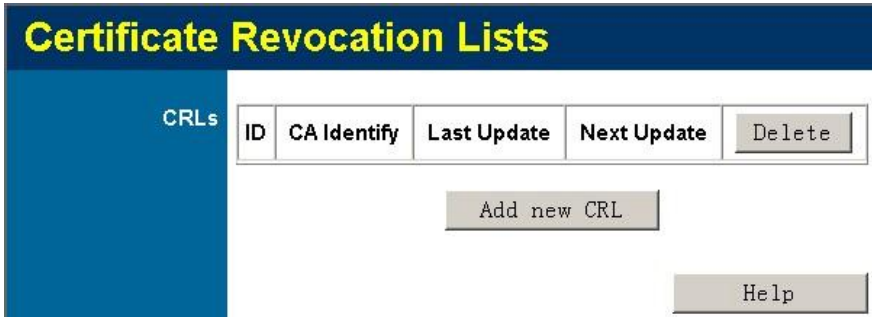 Certificate Revocation Lists
CRLs
ID CA Identify Last Update Next Update Delete
Add new CRL
Help